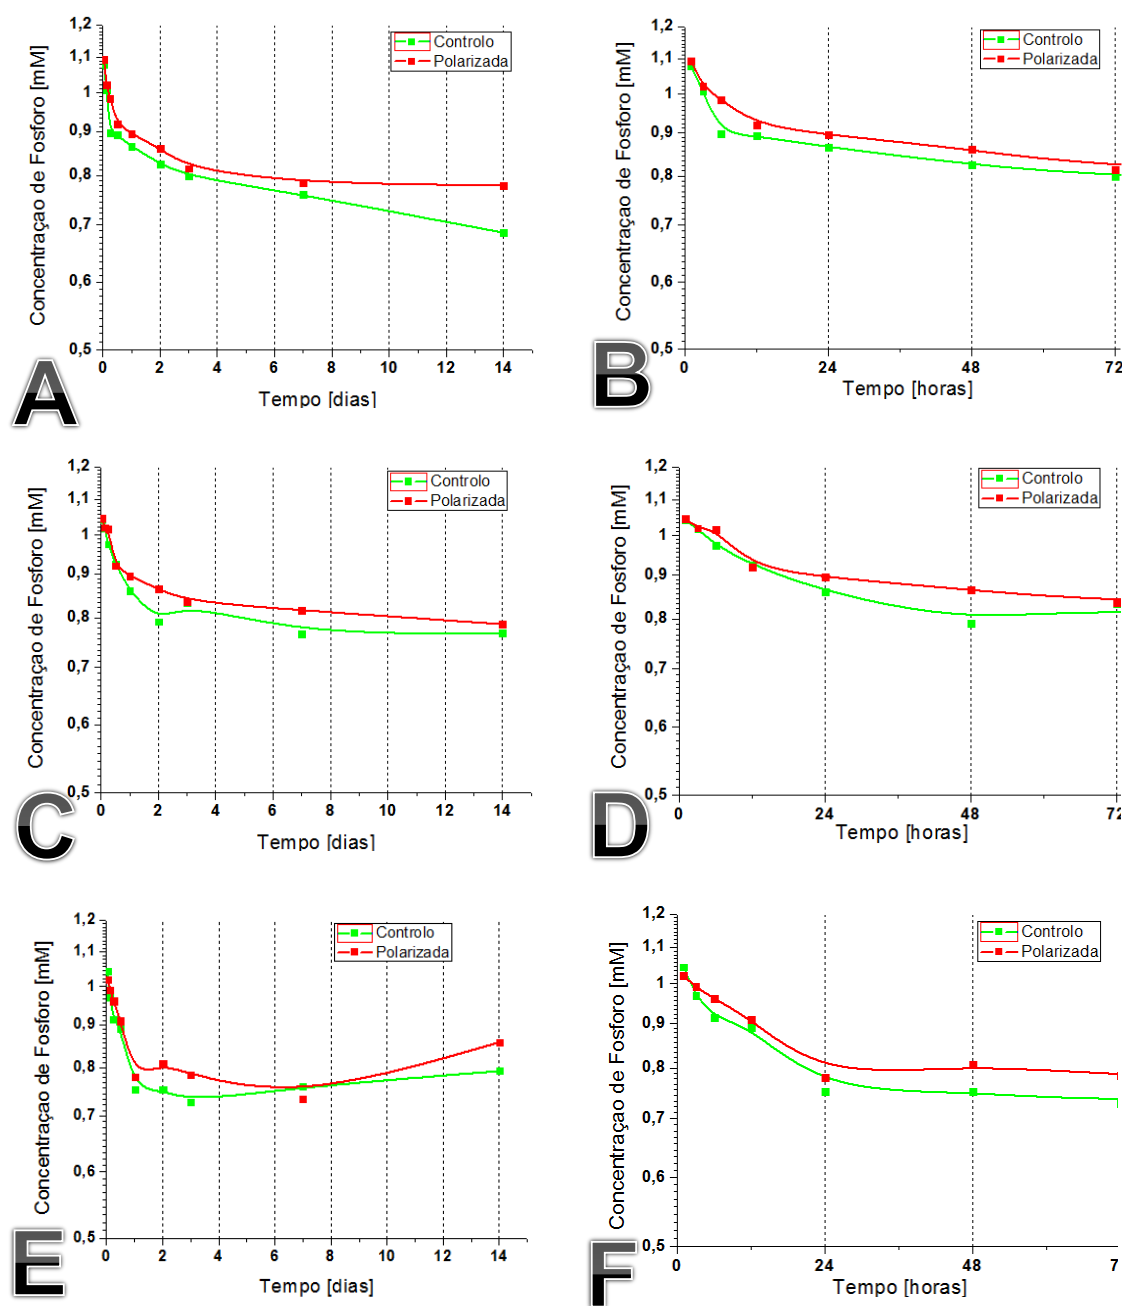 1,2
1,1
1
0,9
0,8
0,7
0,6
0,5
Concentraçao de Fosforo [mM]
Controlo
Polarizada
0 2 4 6 8 10 12 14
Tempo [dias]
A
1,2
1,1
1
0,9
0,8
0,7
0,6
0,5
Concentraçao de Fosforo [mM]
Controlo
Polarizada
0 24 48 72
Tempo [horas]
B
1,2
1,1
1
0,9
0,8
0,7
0,6
0,5
Concentraçao de Fosforo [mM]
Controlo
Polarizada
0 2 4 6 8 10 12 14
Tempo [dias]
C
1,2
1,1
1
0,9
0,8
0,7
0,6
0,5
Concentraçao de Fosforo [mM]
Controlo
Polarizada
0 24 48 72
Tempo [horas]
D
1,2
1,1
1
0,9
0,8
0,7
0,6
0,5
Concentraçao de Fosforo [mM]
Controlo
Polarizada
0 2 4 6 8 10 12 14
Tempo [dias]
E
1,2
1,1
1
0,9
0,8
0,7
0,6
0,5
Concentraçao de Fosforo [mM]
Controlo
Polarizada
0 24 48 7
Tempo [horas]
F